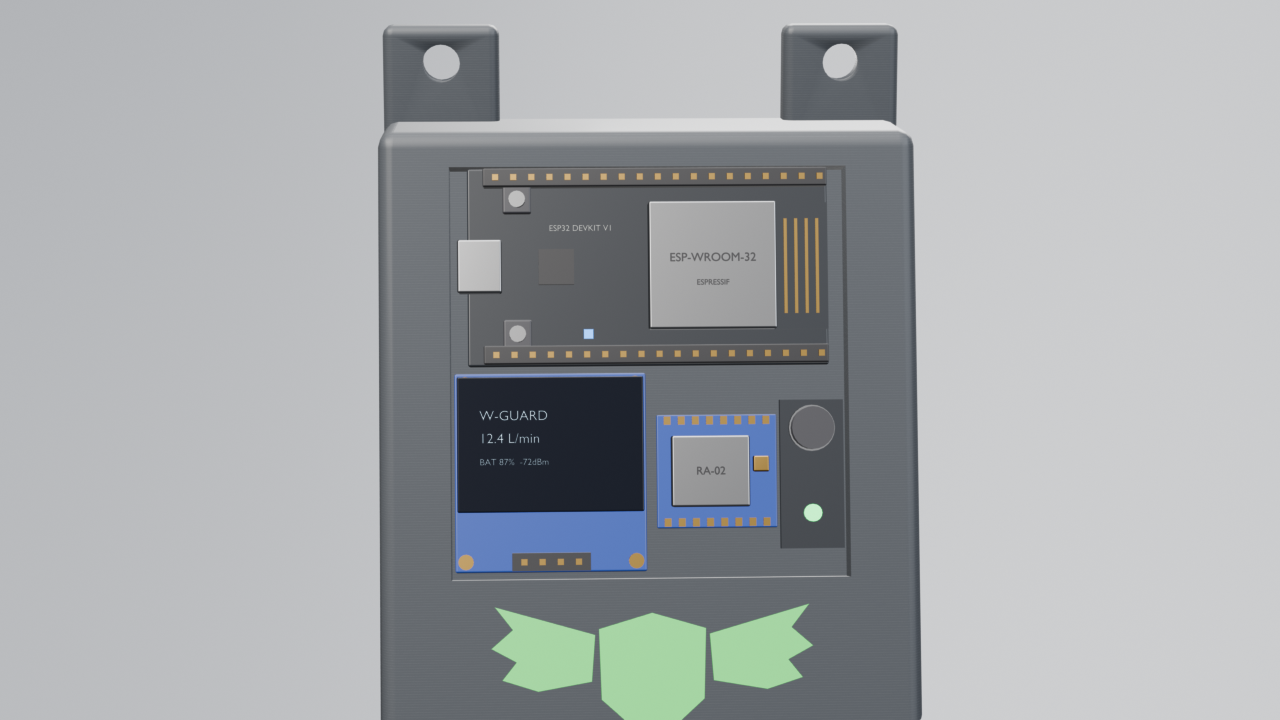 ESP32 DEVKIT V1
ESP-WROOM-32
ESPRESSIF
W-GUARD
12.4 L/min
BAT 87% -72dBm
RA-02